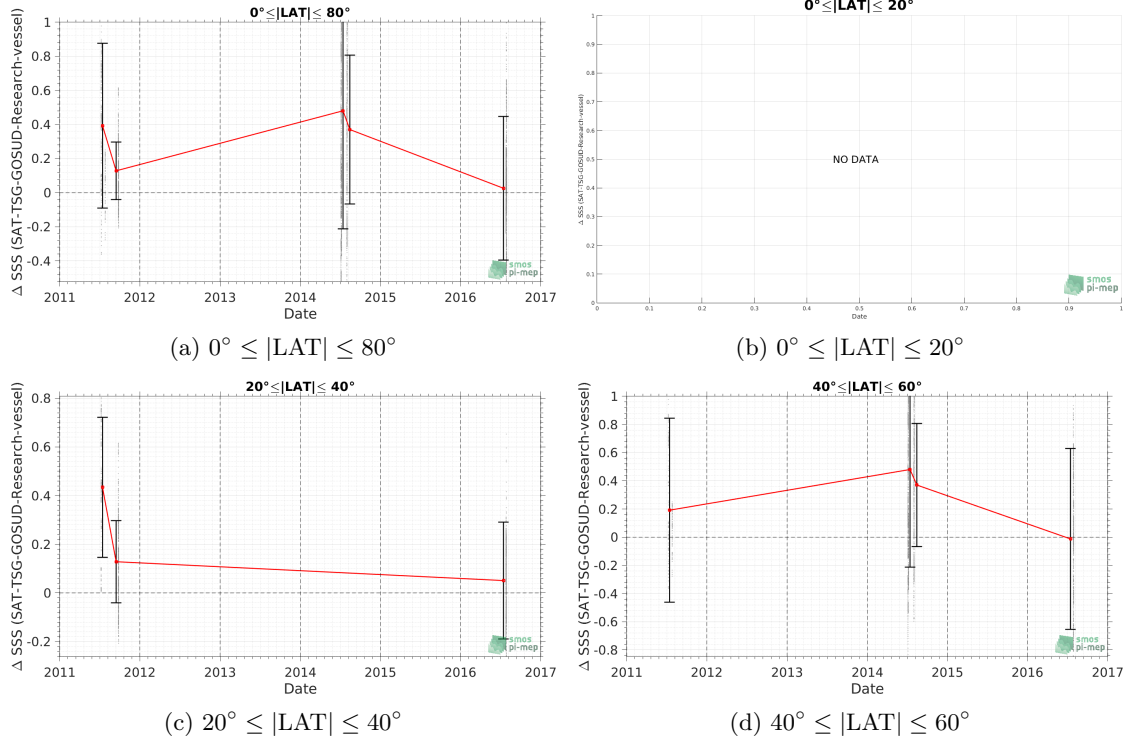 0°≤|LAT|≤ 80°
Δ SSS (SAT-TSG-GOSUD-Research-vessel)
1
0.8
0.6
0.4
0.2
0
-0.2
-0.4
2011 2012 2013 2014 2015 2016 2017
Date
smos
pi-mep
(a) 0° ≤ |LAT| ≤ 80°
0°≤|LAT|≤ 20°
Δ SSS (SAT-TSG-GOSUD-Research-vessel)
1
0.9
0.8
0.7
0.6
0.5
0.4
0.3
0.2
0.1
0
NO DATA
0 0.1 0.2 0.3 0.4 0.5 0.6 0.7 0.8 0.9 1
Date
smos
pi-mep
(b) 0° ≤ |LAT| ≤ 20°
20°≤|LAT|≤ 40°
Δ SSS (SAT-TSG-GOSUD-Research-vessel)
0.8
0.6
0.4
0.2
0
-0.2
2011 2012 2013 2014 2015 2016 2017
Date
smos
pi-mep
(c) 20° ≤ |LAT| ≤ 40°
40°≤|LAT|≤ 60°
Δ SSS (SAT-TSG-GOSUD-Research-vessel)
1
0.8
0.6
0.4
0.2
0
-0.2
-0.4
-0.6
-0.8
2011 2012 2013 2014 2015 2016 2017
Date
smos
pi-mep
(d) 40° ≤ |LAT| ≤ 60°